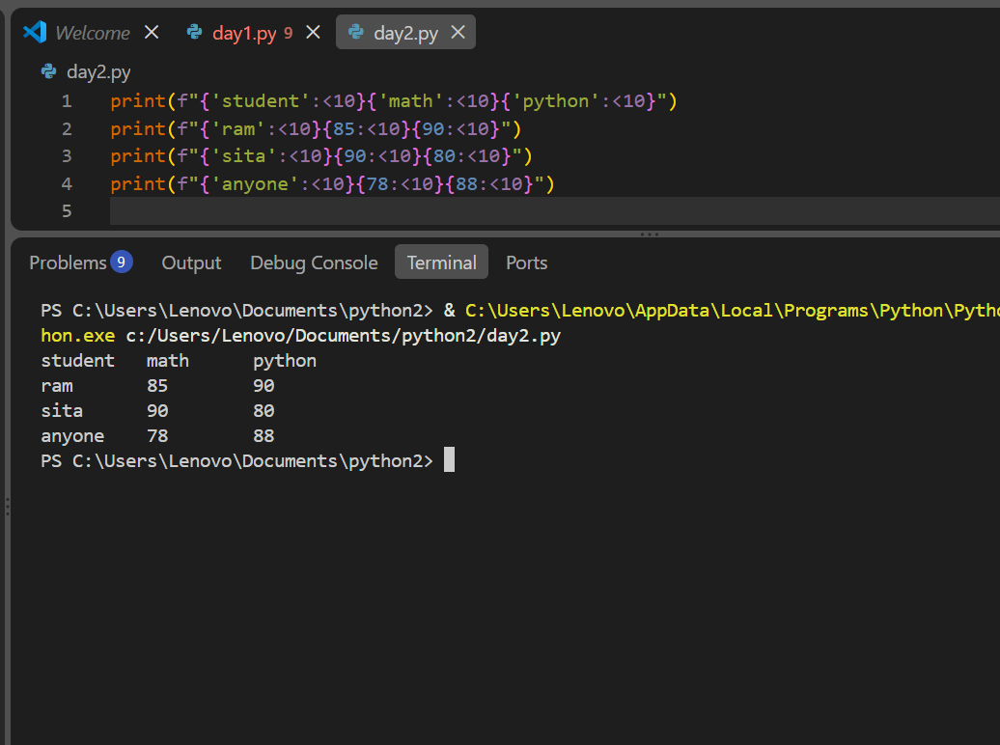 Welcome day1.py 9 day2.py
day2.py
1 print(f"{'student':<10}{'math':<10}{'python':<10}")
2 print(f"{'ram':<10}{85:<10}{90:<10}")
3 print(f"{'sita':<10}{90:<10}{80:<10}")
4 print(f"{'anyone':<10}{78:<10}{88:<10}")
5
Problems 9 Output Debug Console Terminal Ports
PS C:\Users\Lenovo\Documents\python2> & C:\Users\Lenovo\AppData\Local\Programs\Python\Pytho
hon.exe c:/Users/Lenovo/Documents/python2/day2.py
student   math      python
ram       85        90
sita      90        80
anyone    78        88
PS C:\Users\Lenovo\Documents\python2>